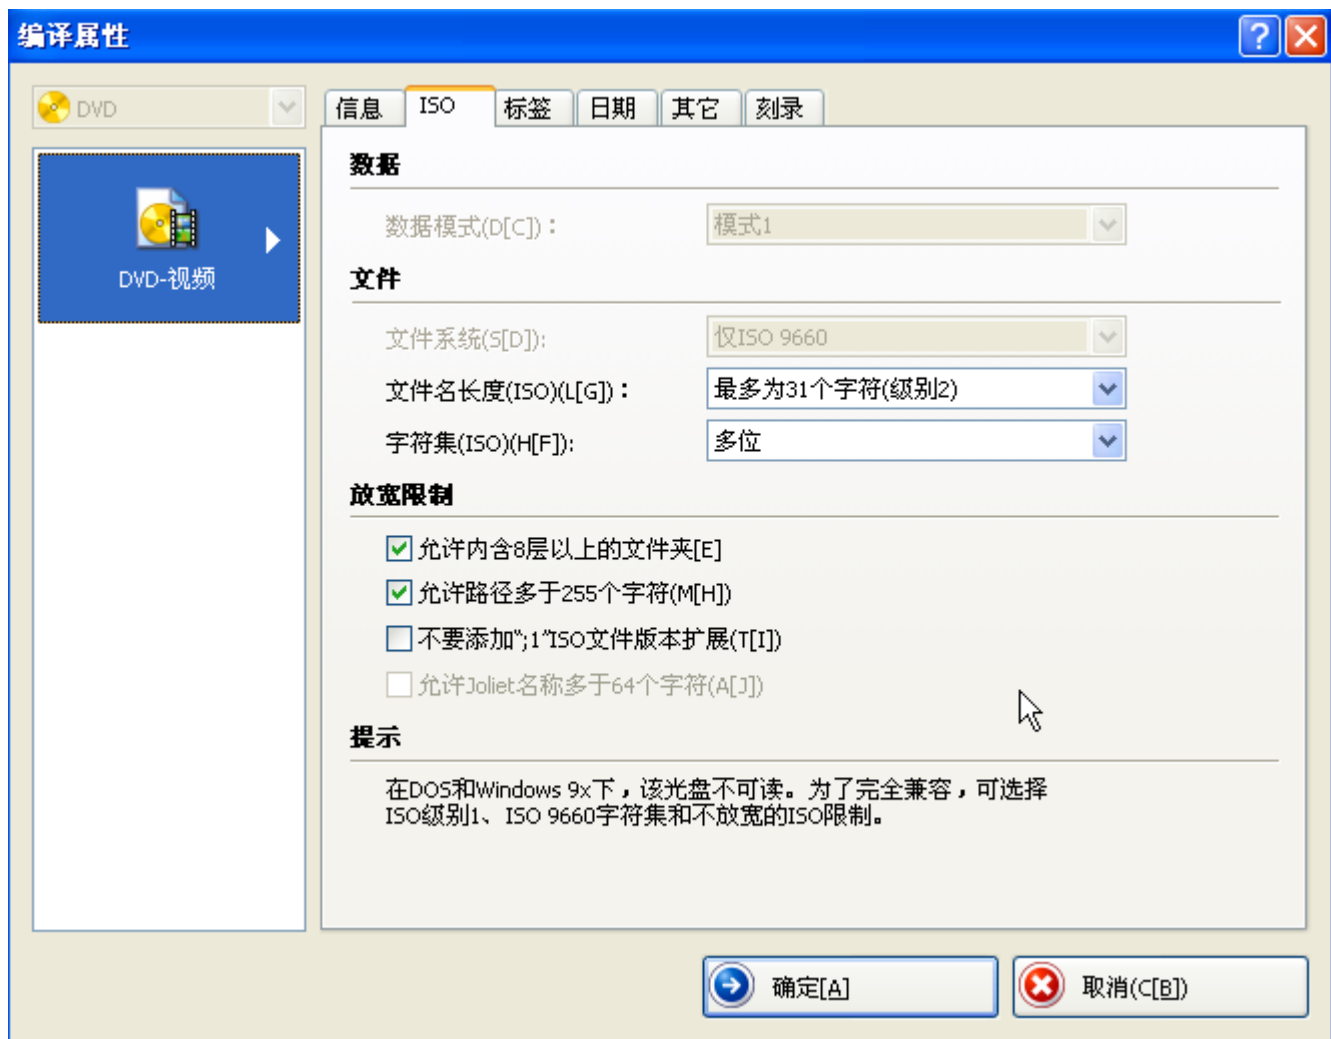 编译属性
DVD
DVD-视频
信息 ISO 标签 日期 其它 刻录
数据
数据模式(D[C])： 模式1
文件
文件系统(S[D]): 仅ISO 9660
文件名长度(ISO)(L[G])： 最多为31个字符(级别2)
字符集(ISO)(H[F]): 多位
放宽限制
允许内含8层以上的文件夹[E]
允许路径多于255个字符(M[H])
不要添加";1"ISO文件版本扩展(T[I])
允许Joliet名称多于64个字符(A[J])
提示
在DOS和Windows 9x下，该光盘不可读。为了完全兼容，可选择
ISO级别1、ISO 9660字符集和不放宽的ISO限制。
确定[A] 取消(C[B])